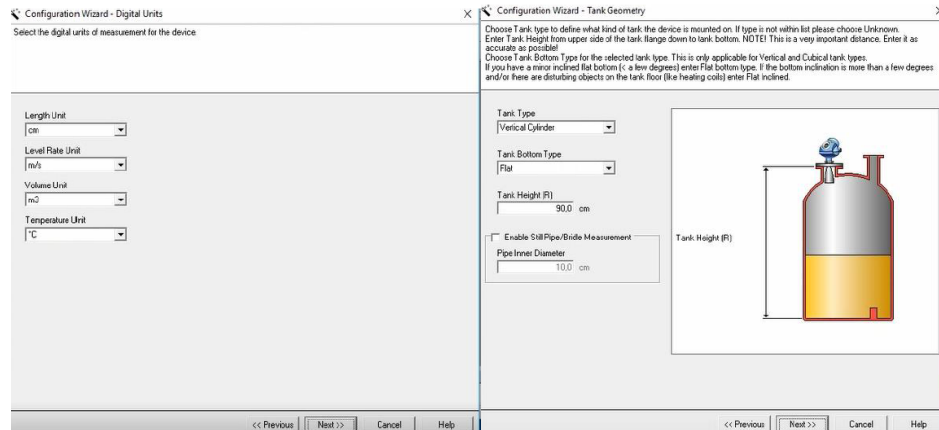 Configuration Wizard - Digital Units
Select the digital units of measurement for the device
Length Unit
cm
Level Rate Unit
m/s
Volume Unit
m3
Temperature Unit
°C
<< Previous
Next >>
Cancel
Help
Configuration Wizard - Tank Geometry
Choose Tank type to define what kind of tank the device is mounted on. If type is not within list please choose Unknown.
Enter Tank Height from upper side of the tank flange down to tank bottom. NOTE! This is a very important distance. Enter it as
accurate as possible!
Choose Tank Bottom Type for the selected tank type. This is only applicable for Vertical and Cubical tank types.
If you have a minor inclined flat bottom (< a few degrees) enter Flat bottom type. If the bottom inclination is more than a few degrees
and/or there are disturbing objects on the tank floor (like heating coils) enter Flat Inclined.
Tank Type
Vertical Cylinder
Tank Bottom Type
Flat
Tank Height (R)
90,0 cm
Enable Still Pipe/Bridle Measurement
Pipe Inner Diameter
10,0 cm
Tank Height (R)
<< Previous
Next >>
Cancel
Help